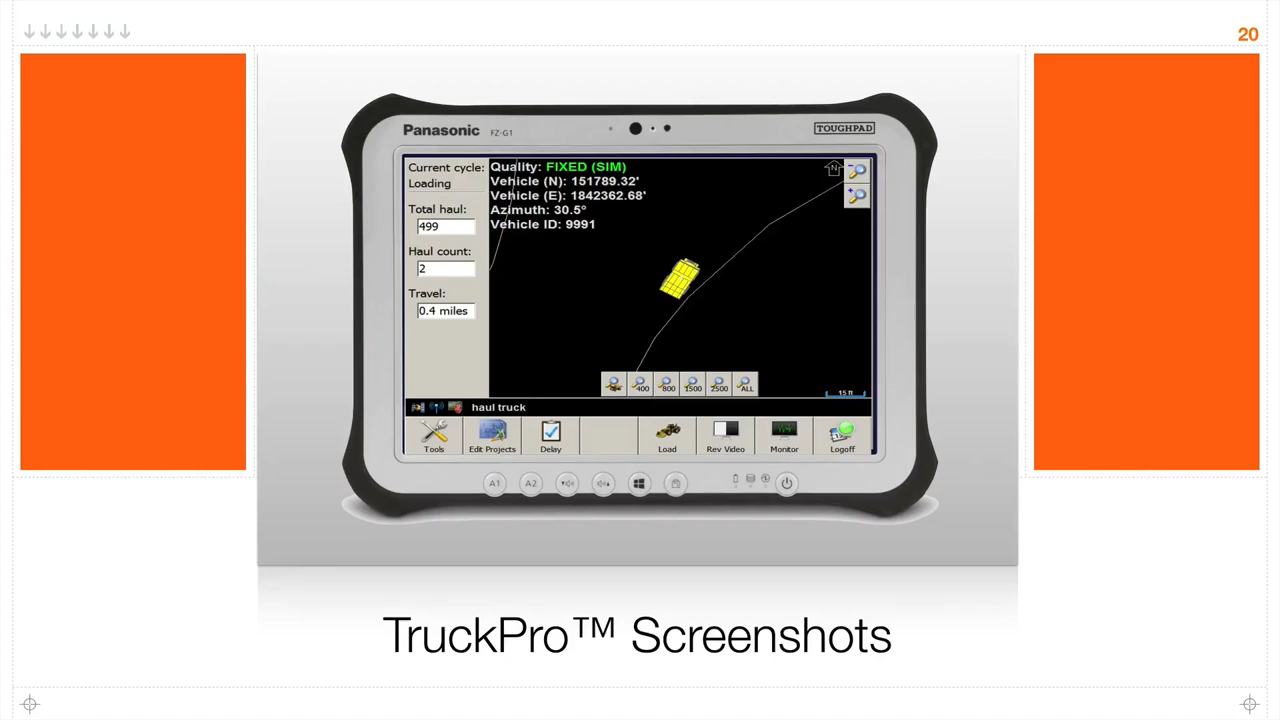 20
Panasonic FZ-G1
TOUGHPAD
Current cycle:
Loading
Total haul:
499
Haul count:
2
Travel:
0.4 miles
Quality: FIXED (SIM)
Vehicle (N): 151789.32'
Vehicle (E): 1842362.68'
Azimuth: 30.5°
Vehicle ID: 9991
N
400 800 1500 2500 ALL
15 ft
haul truck
Tools Edit Projects Delay Load Rev Video Monitor Logoff
A1 A2
TruckPro™ Screenshots